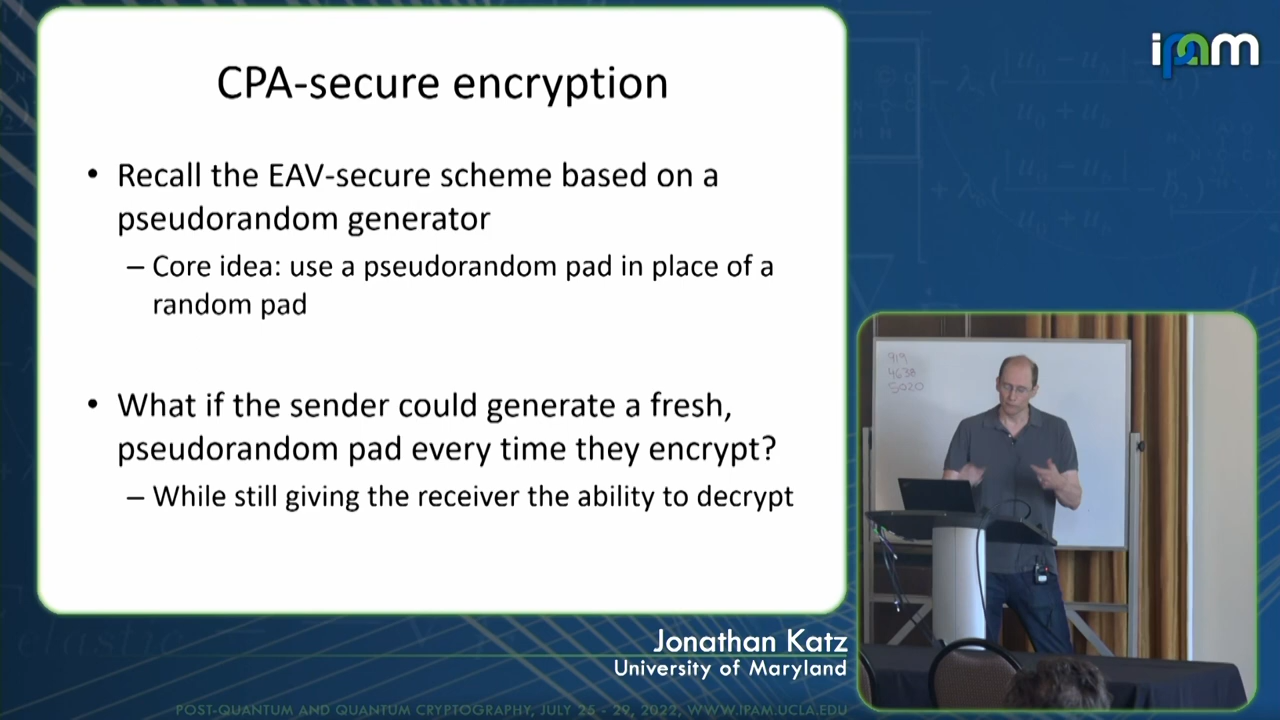 CPA-secure encryption
• Recall the EAV-secure scheme based on a
pseudorandom generator
– Core idea: use a pseudorandom pad in place of a
random pad
• What if the sender could generate a fresh,
pseudorandom pad every time they encrypt?
– While still giving the receiver the ability to decrypt
ipam
919
4638
5020
Jonathan Katz
University of Maryland
POST-QUANTUM AND QUANTUM CRYPTOGRAPHY, JULY 25 - 29, 2022, WWW.IPAM.UCLA.EDU